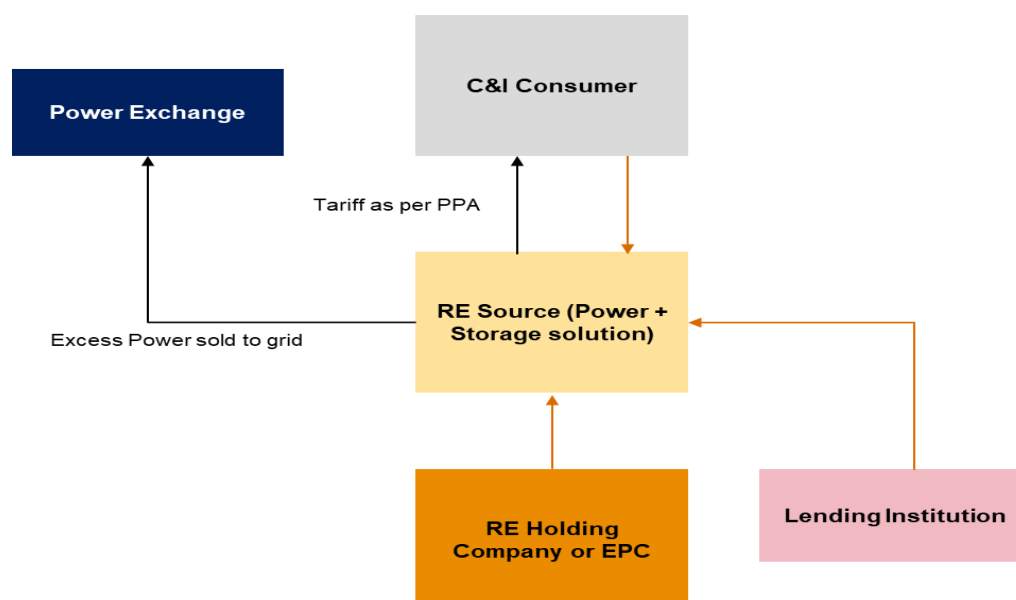 C&I Consumer
Power Exchange
Tariff as per PPA
RE Source (Power +
Storage solution)
Excess Power sold to grid
RE Holding
Company or EPC
Lending Institution